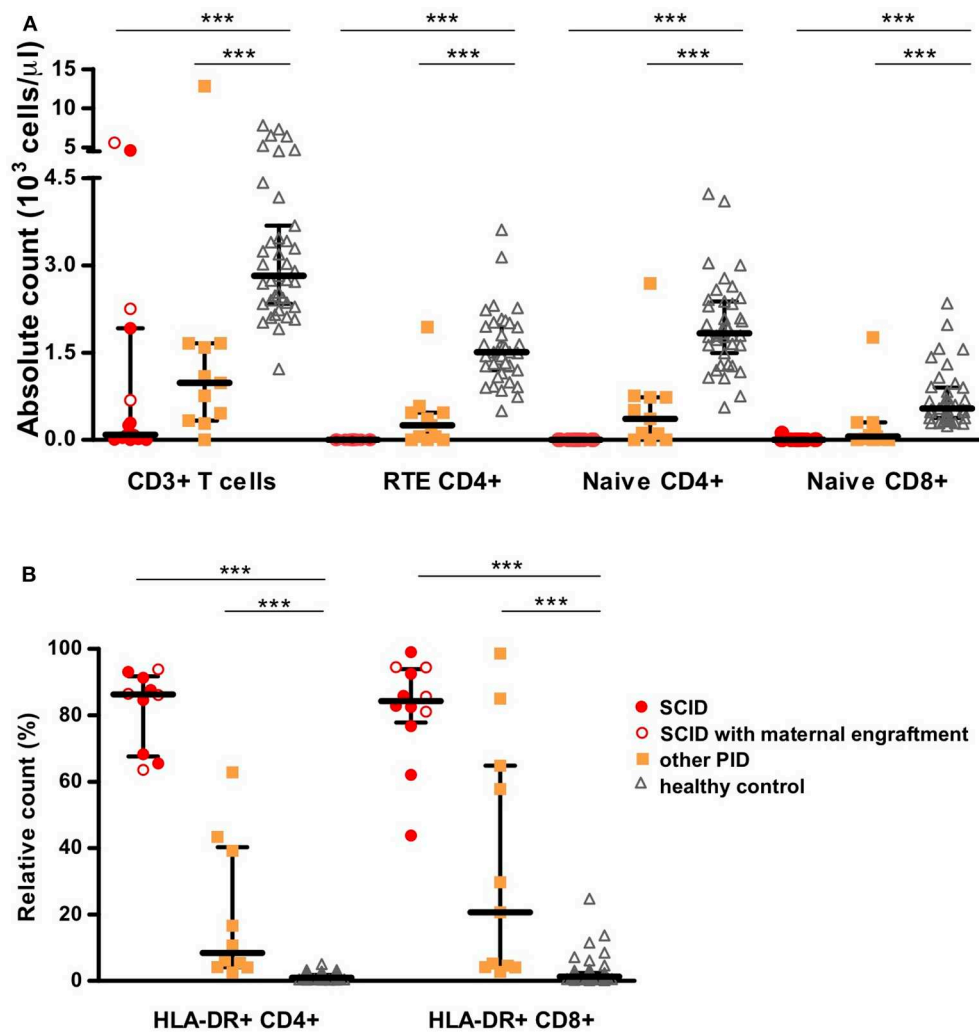 A
*** *** *** ***
*** *** *** ***
Absolute count (10³ cells/µl)
15
10
5
4.5
3.0
1.5
0.0
CD3+ T cells RTE CD4+ Naive CD4+ Naive CD8+
B
*** ***
*** ***
Relative count (%)
100
80
60
40
20
0
HLA-DR+ CD4+ HLA-DR+ CD8+
SCID
SCID with maternal engraftment
other PID
healthy control